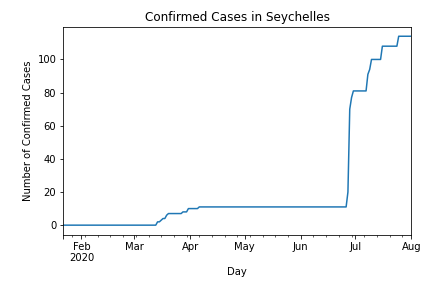 Confirmed Cases in Seychelles
Number of Confirmed Cases
100
80
60
40
20
0
Feb Mar Apr May Jun Jul Aug
2020
Day